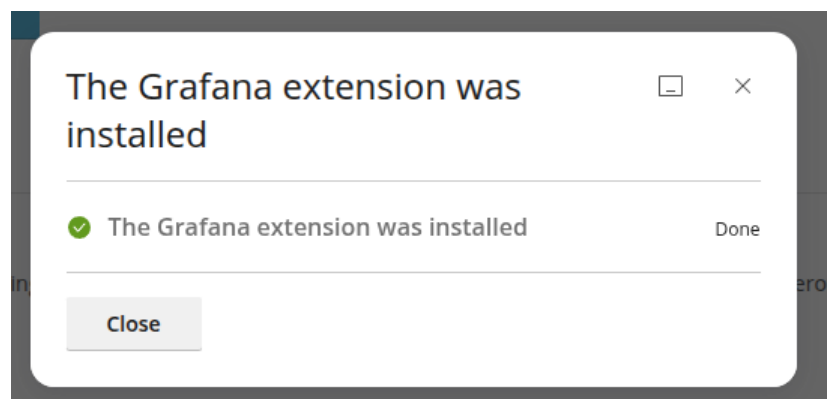 The Grafana extension was
installed
The Grafana extension was installed
Done
Close